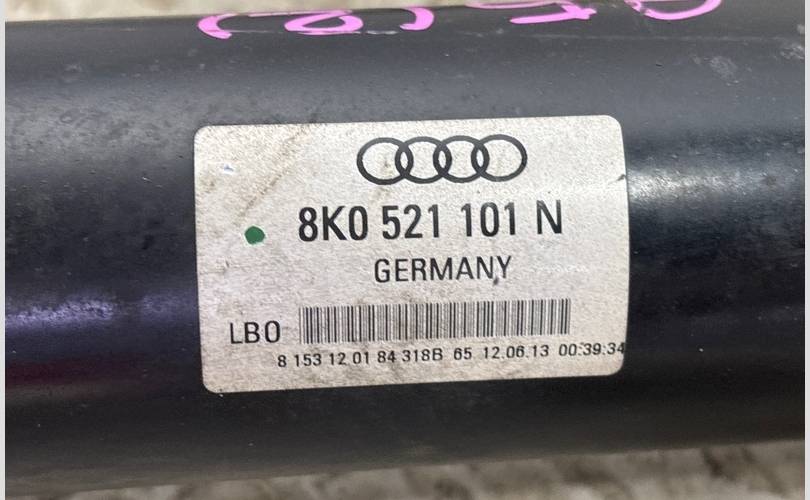 8K0 521 101 N
GERMANY
LBO
8 153 12 01 84 318B 65 12.06.13 00:39:34